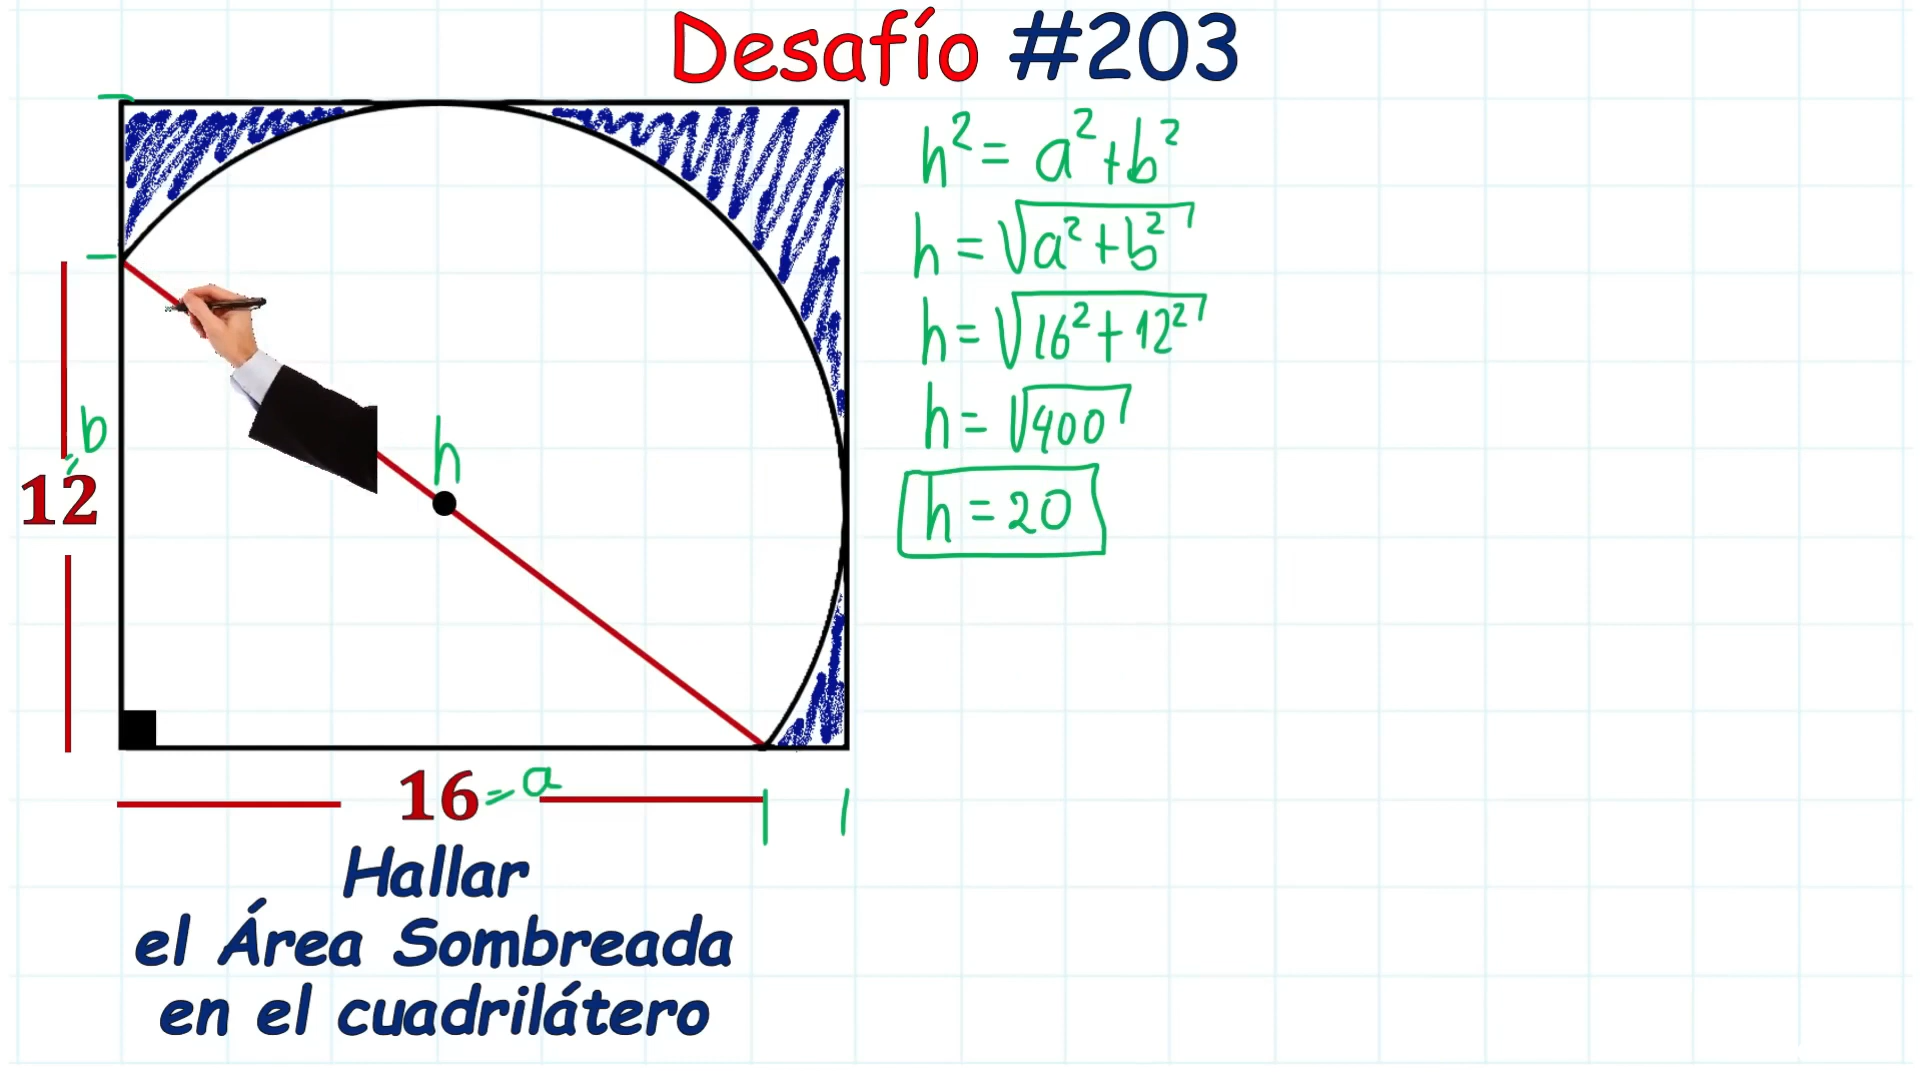 Desafío #203
h² = a² + b²
h = √a² + b²
h = √16² + 12²
h = √400
h = 20
h
b
=
12
16 = a
Hallar
el Área Sombreada
en el cuadrilátero